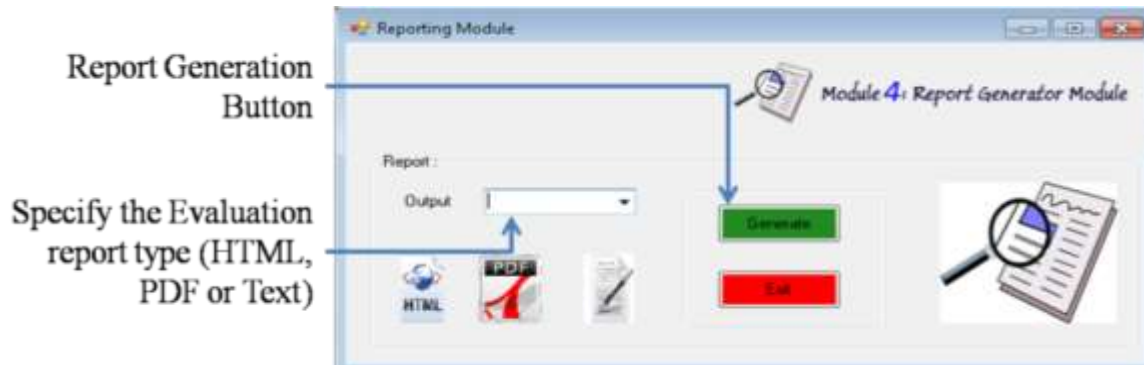 Reporting Module
Report Generation
Button
Module 4: Report Generator Module
Report :
Output
Specify the Evaluation
report type (HTML,
PDF or Text)
Generate
HTML
PDF
Exit